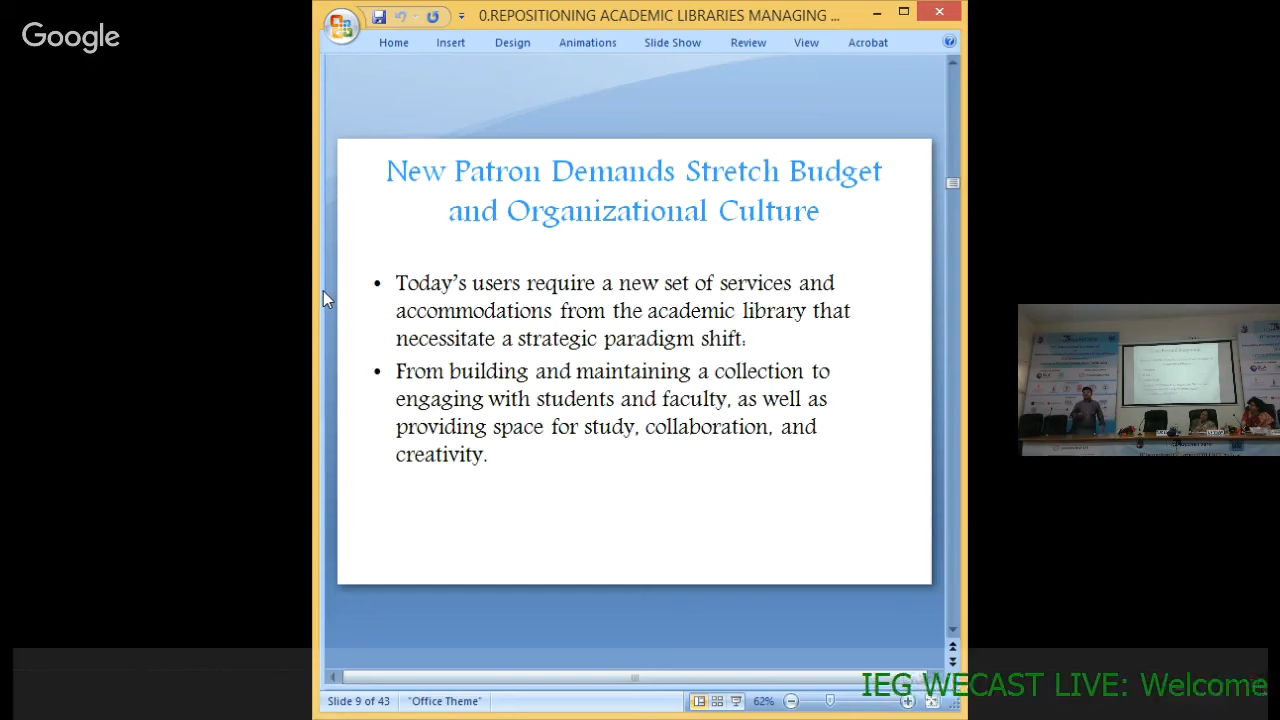 Google
0.REPOSITIONING ACADEMIC LIBRARIES MANAGING ...
Home Insert Design Animations Slide Show Review View Acrobat
New Patron Demands Stretch Budget
and Organizational Culture
• Today's users require a new set of services and
accommodations from the academic library that
necessitate a strategic paradigm shift:
• From building and maintaining a collection to
engaging with students and faculty, as well as
providing space for study, collaboration, and
creativity.
Slide 9 of 43 "Office Theme" 62%
IEG WECAST LIVE: Welcome